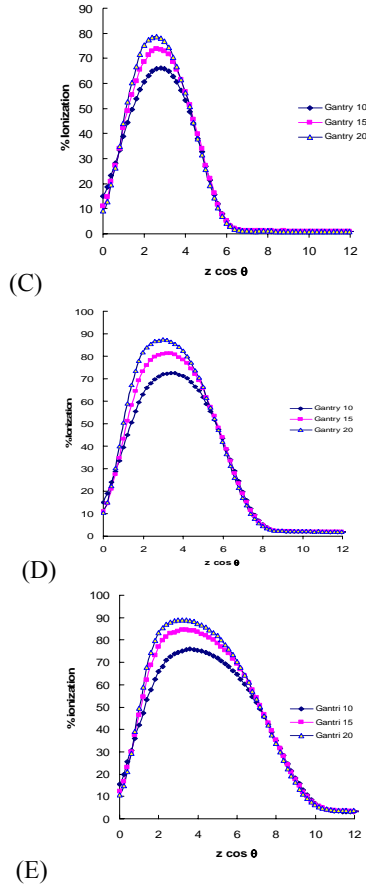 90
80
70
60
50
40
30
20
10
0
% Ionization
0 2 4 6 8 10 12
z cos θ
Gantry 10
Gantry 15
Gantry 20
(C)
100
90
80
70
60
50
40
30
20
10
0
%Ionization
0 2 4 6 8 10 12
z cos θ
Gantry 10
Gantry 15
Gantry 20
(D)
100
90
80
70
60
50
40
30
20
10
0
% ionization
0 2 4 6 8 10 12
z cos θ
Gantri 10
Gantri 15
Gantri 20
(E)